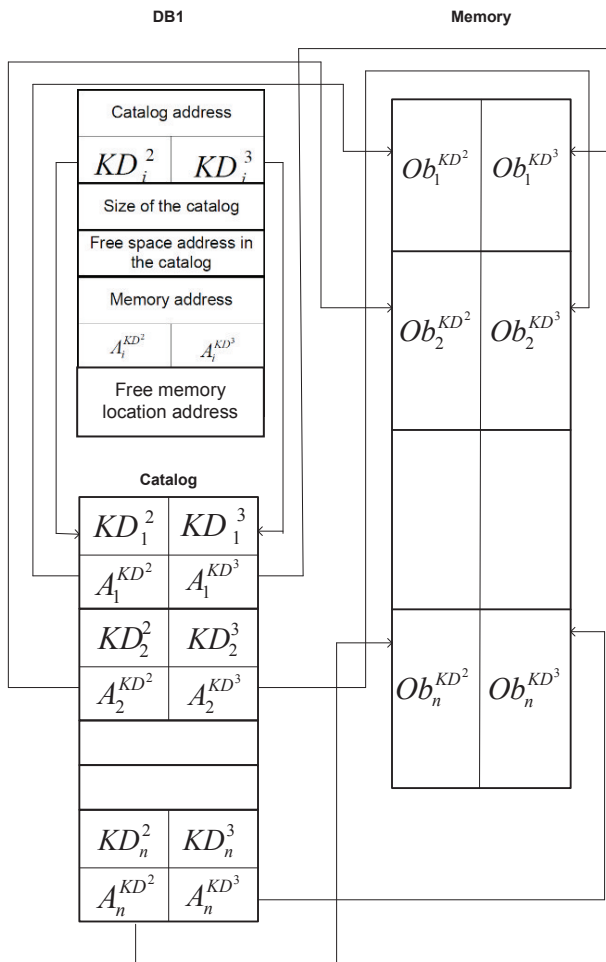 DB1 Memory
Catalog address
KD_i^2 KD_i^3
Size of the catalog
Free space address in
the catalog
Memory address
A_i^{KD^2} A_i^{KD^3}
Free memory
location address
Catalog
KD_1^2 KD_1^3
A_1^{KD^2} A_1^{KD^3}
KD_2^2 KD_2^3
A_2^{KD^2} A_2^{KD^3}
KD_n^2 KD_n^3
A_n^{KD^2} A_n^{KD^3}
Ob_1^{KD^2} Ob_1^{KD^3}
Ob_2^{KD^2} Ob_2^{KD^3}
Ob_n^{KD^2} Ob_n^{KD^3}